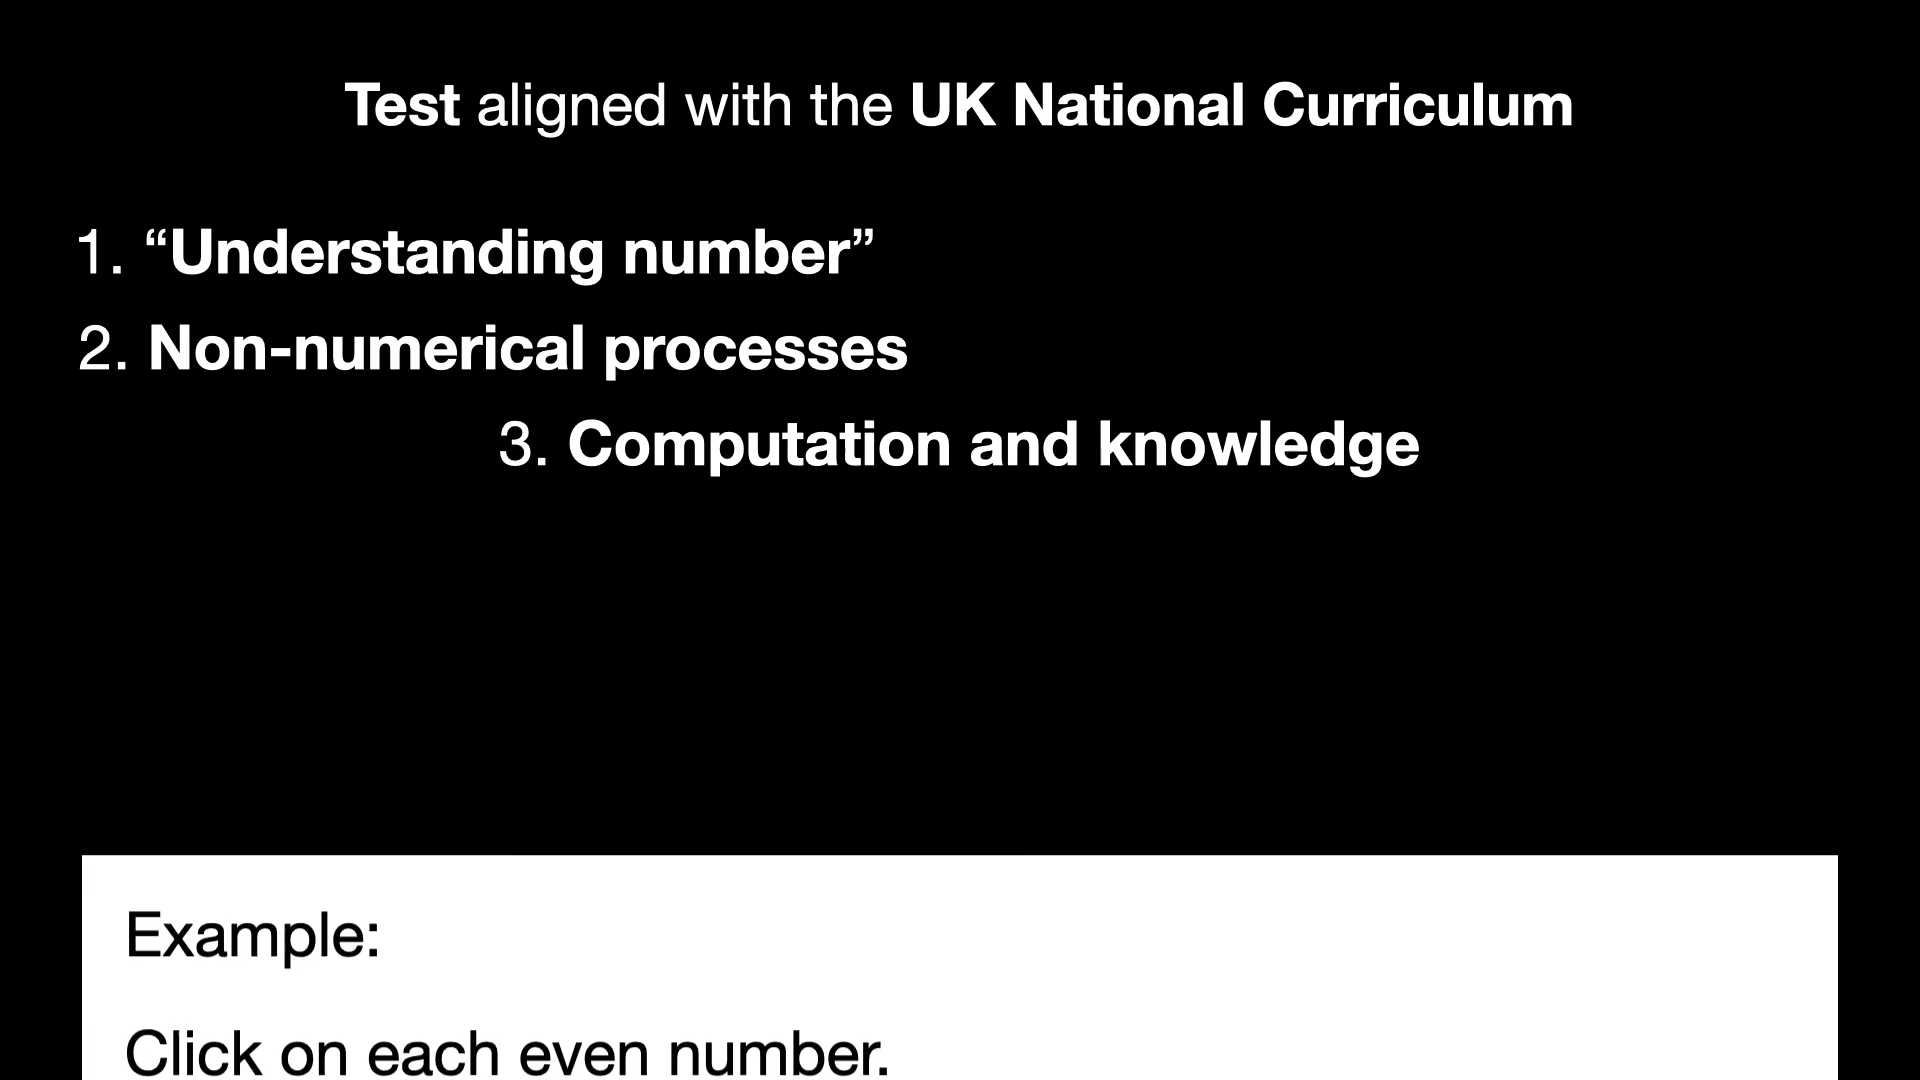 Test aligned with the UK National Curriculum
1. “Understanding number”
2. Non-numerical processes
3. Computation and knowledge
Example:
Click on each even number.